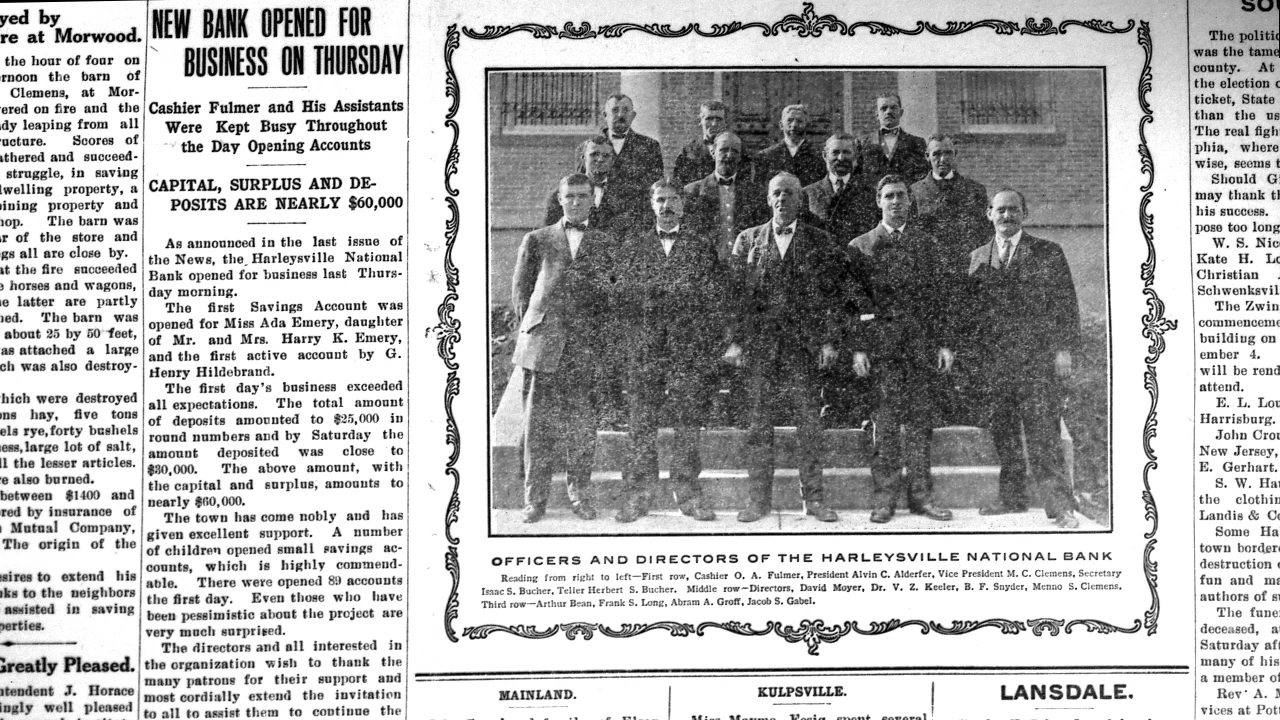 yed by
re at Morwood.
the hour of four on
rnoon the barn of
Clemens, at Mor-
vered on fire and the
dy leaping from all
ructure. Scores of
athered and succeed-
struggle, in saving
lwelling property, a
oining property and
hop. The barn was
ar of the store and
gs all are close by.
at the fire succeeded
e horses and wagons,
e latter are partly
ned. The barn was
about 25 by 50 feet,
as attached a large
ch was also destroy-
hich were destroyed
ons hay, five tons
els rye, forty bushels
ess, large lot of salt,
ll the lesser articles.
e also burned.
between $1400 and
red by insurance of
Mutual Company,
The origin of the
sires to extend his
nks to the neighbors
assisted in saving
perties.
Greatly Pleased.
ntendent J. Horace
ingly well pleased
NEW BANK OPENED FOR
BUSINESS ON THURSDAY
Cashier Fulmer and His Assistants
Were Kept Busy Throughout
the Day Opening Accounts
CAPITAL, SURPLUS AND DE-
POSITS ARE NEARLY $60,000
As announced in the last issue of
the News, the Harleysville National
Bank opened for business last Thurs-
day morning.
The first Savings Account was
opened for Miss Ada Emery, daughter
of Mr. and Mrs. Harry K. Emery,
and the first active account by G.
Henry Hildebrand.
The first day's business exceeded
all expectations. The total amount
of deposits amounted to $25,000 in
round numbers and by Saturday the
amount deposited was close to
$30,000. The above amount, with
the capital and surplus, amounts to
nearly $60,000.
The town has come nobly and has
given excellent support. A number
of children opened small savings ac-
counts, which is highly commend-
able. There were opened 89 accounts
the first day. Even those who have
been pessimistic about the project are
very much surprised.
The directors and all interested in
the organization wish to thank the
many patrons for their support and
most cordially extend the invitation
to all to assist them to continue the
OFFICERS AND DIRECTORS OF THE HARLEYSVILLE NATIONAL BANK
Reading from right to left—First row, Cashier O. A. Fulmer, President Alvin C. Alderfer, Vice President M. C. Clemens, Secretary
Isaac S. Bucher, Teller Herbert S. Bucher. Middle row—Directors, David Moyer, Dr. V. Z. Keeler, B. F. Snyder, Menno S. Clemens.
Third row—Arthur Bean, Frank S. Long, Abram A. Groff, Jacob S. Gabel.
MAINLAND.
KULPSVILLE.
Miss Mayme Essig spent several
LANSDALE.
SO
The politic
was the tame
county. At
the election o
ticket, State
than the us
The real figh
phia, where
wise, seems t
Should Gi
may thank th
his success.
pose too long
W. S. Nic
Kate H. Lo
Christian
Schwenksvil
The Zwin
commencem
building on
ember 4.
will be rend
attend.
E. L. Lou
Harrisburg.
John Crou
New Jersey,
E. Gerhart.
S. W. Hau
the clothin
Landis & Co
Some Ha
town border
destruction o
fun and mi
authors of su
The fune
deceased, a
Saturday aft
many of his
a member of
Rev. A. I
vices at Pot